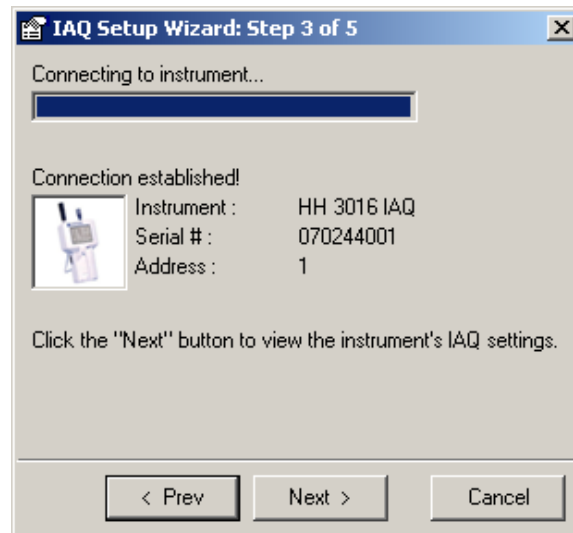 IAQ Setup Wizard: Step 3 of 5
Connecting to instrument...
Connection established!
Instrument : HH 3016 IAQ
Serial # : 070244001
Address : 1
Click the "Next" button to view the instrument's IAQ settings.
< Prev Next > Cancel